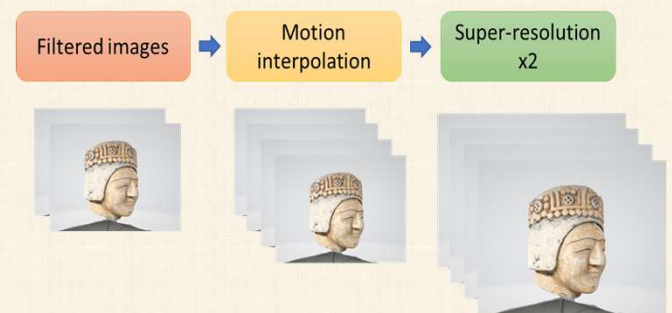 Filtered images
Motion
interpolation
Super-resolution
x2